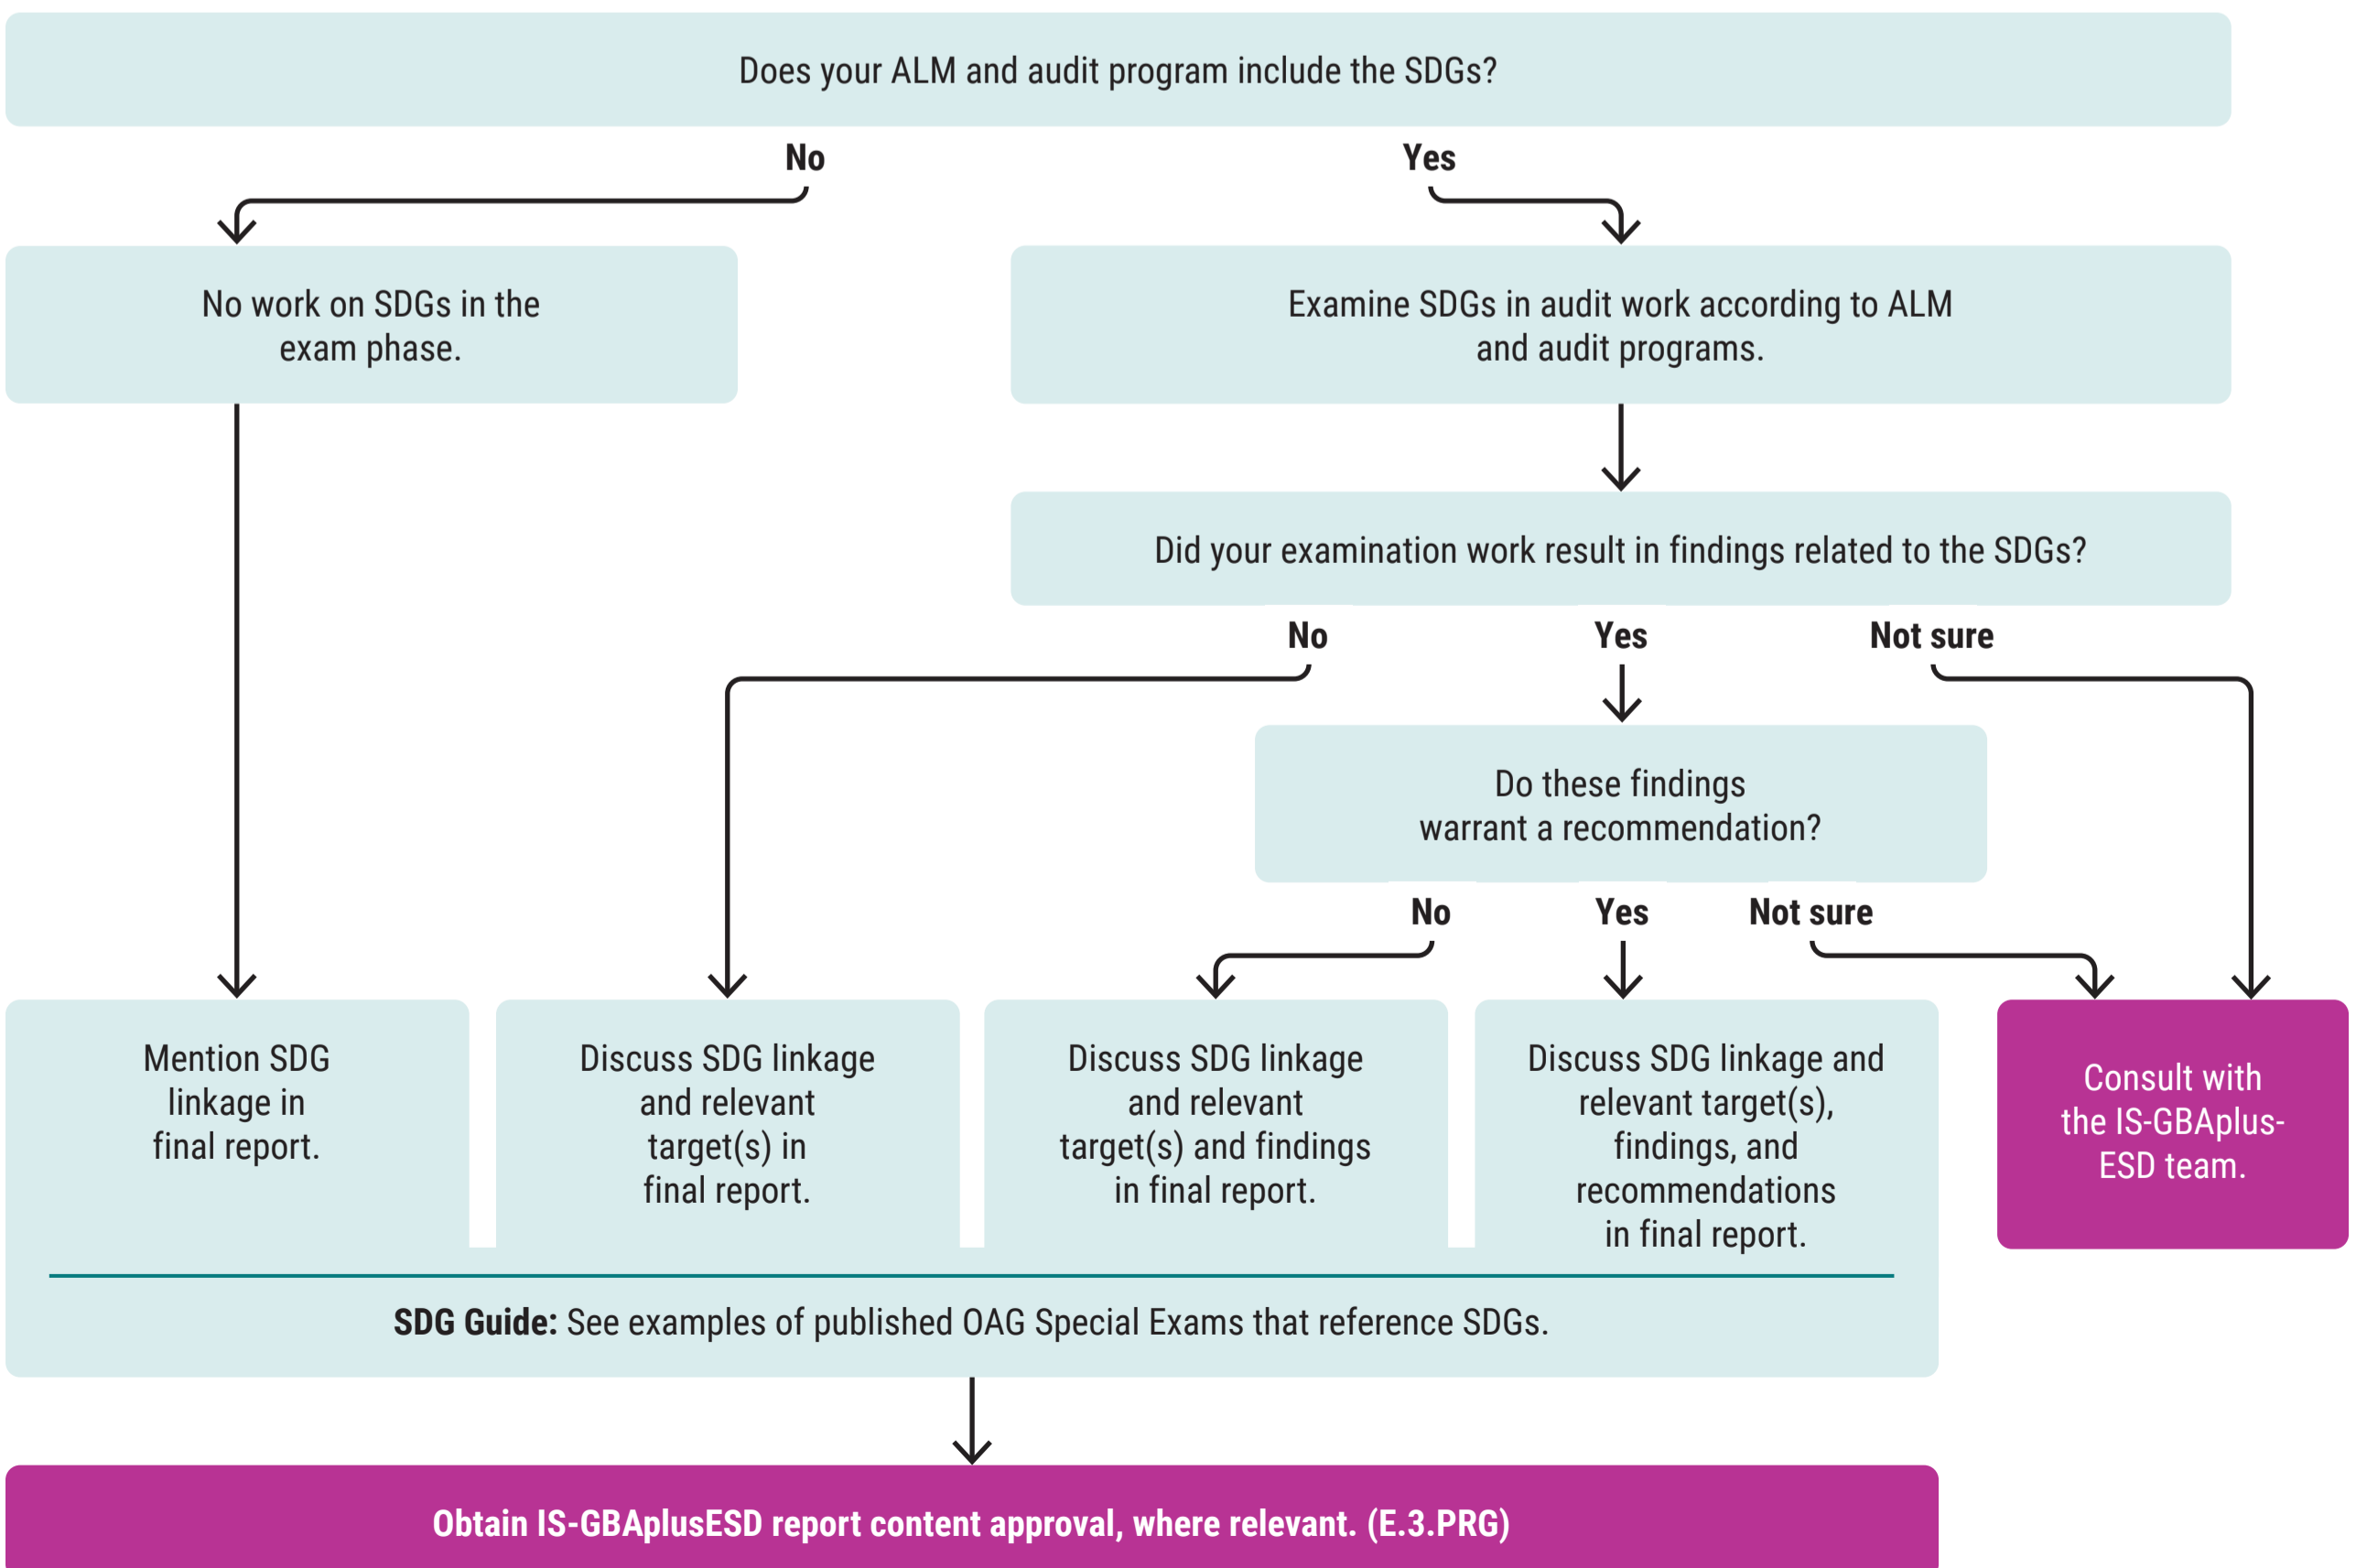 Does your ALM and audit program include the SDGs?
No
Yes
No work on SDGs in the
exam phase.
Examine SDGs in audit work according to ALM
and audit programs.
Did your examination work result in findings related to the SDGs?
No
Yes
Not sure
Do these findings
warrant a recommendation?
No
Yes
Not sure
Mention SDG
linkage in
final report.
Discuss SDG linkage
and relevant
target(s) in
final report.
Discuss SDG linkage
and relevant
target(s) and findings
in final report.
Discuss SDG linkage and
relevant target(s),
findings, and
recommendations
in final report.
Consult with
the IS-GBAplus-
ESD team.
SDG Guide: See examples of published OAG Special Exams that reference SDGs.
Obtain IS-GBAplusESD report content approval, where relevant. (E.3.PRG)